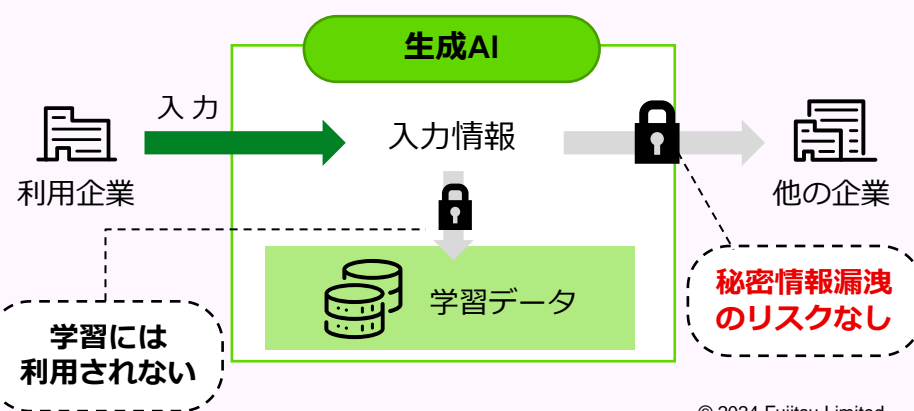 生成AI
入 力
入力情報
利用企業
他の企業
学習データ
秘密情報漏洩
のリスクなし
学習には
利用されない
© 2024 Fujitsu Limited